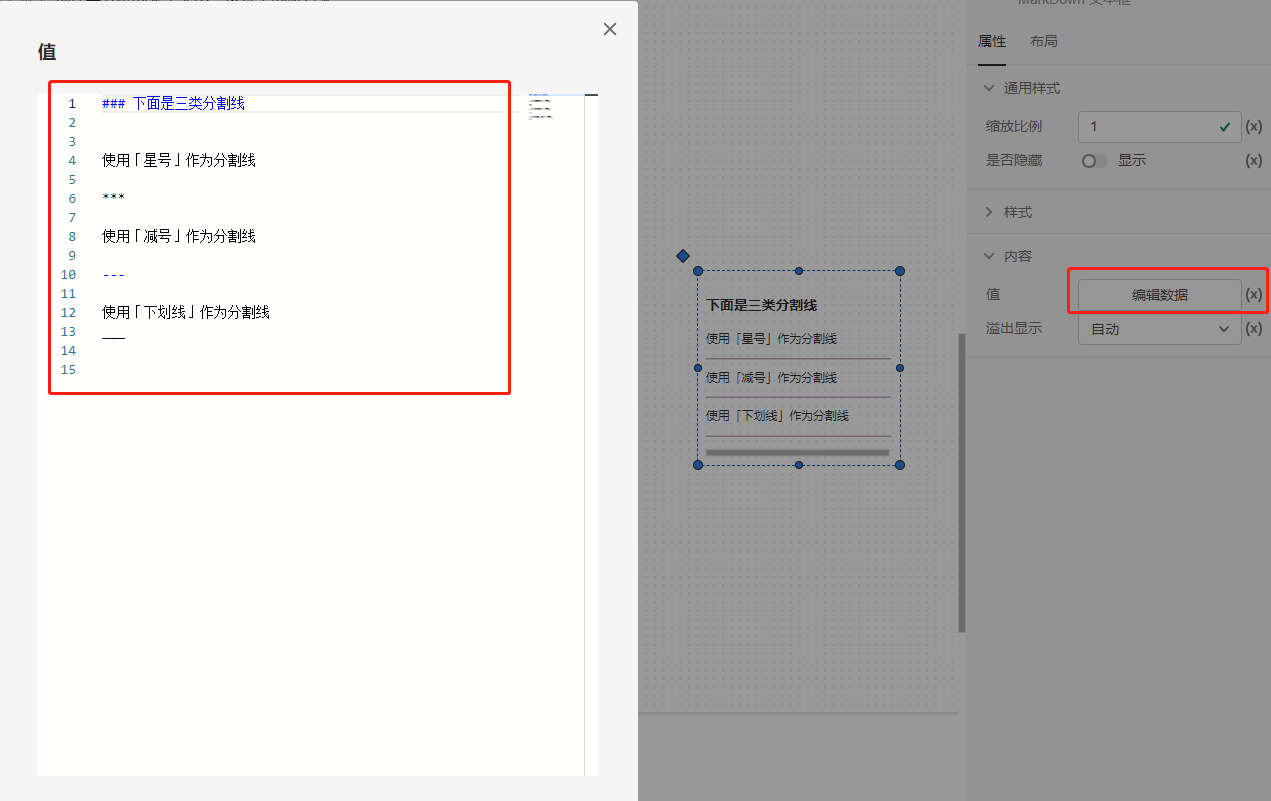 值
1 ### 下面是三类分割线
2
3
4 使用「星号」作为分割线
5
6 ***
7
8 使用「减号」作为分割线
9
10 ---
11
12 使用「下划线」作为分割线
13 ___
14
15
下面是三类分割线
使用「星号」作为分割线
使用「减号」作为分割线
使用「下划线」作为分割线
MarkDown 文本框
属性 布局
通用样式
缩放比例 1 (x)
是否隐藏 显示 (x)
样式
内容
值 编辑数据 (x)
溢出显示 自动 (x)